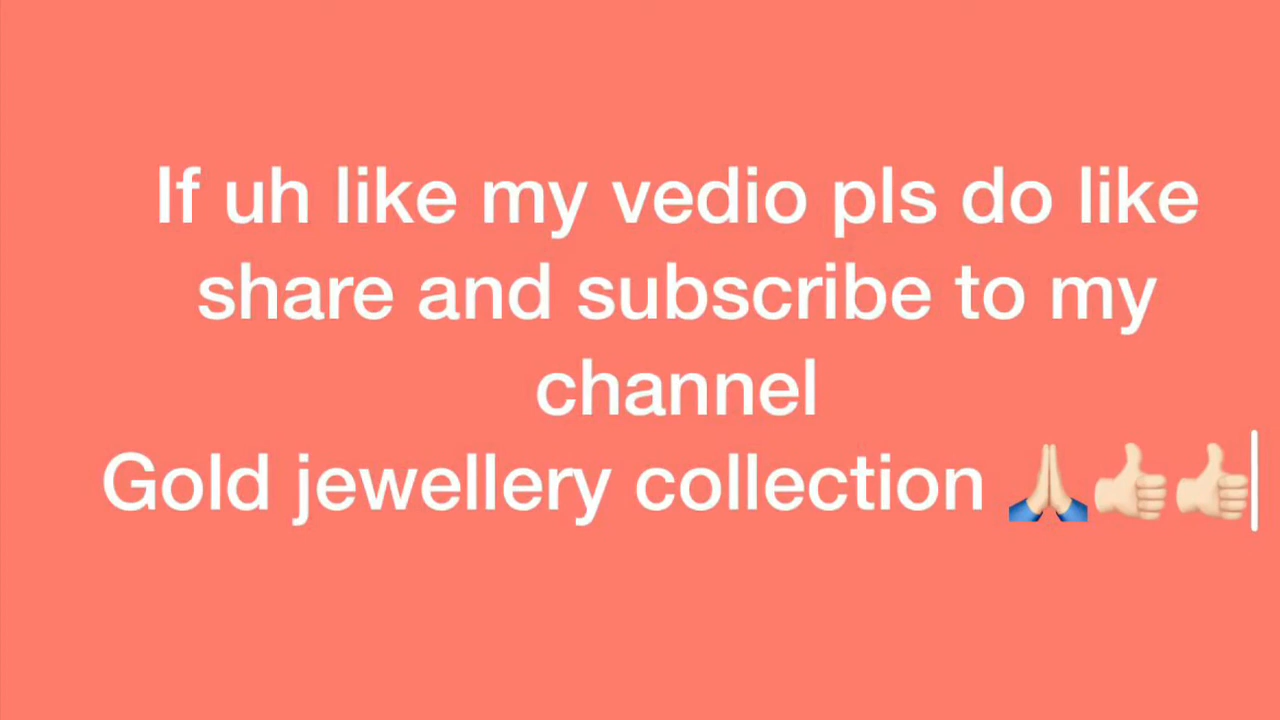 If uh like my vedio pls do like
share and subscribe to my
channel
Gold jewellery collection 🙏🏻👍🏻👍🏻